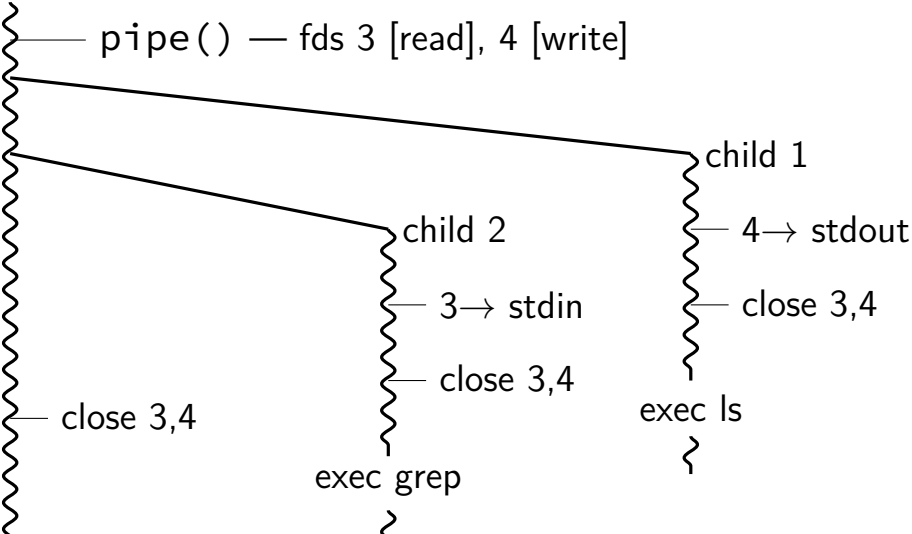 pipe() — fds 3 [read], 4 [write]
child 1
child 2
4→ stdout
3→ stdin
close 3,4
close 3,4
exec ls
close 3,4
exec grep